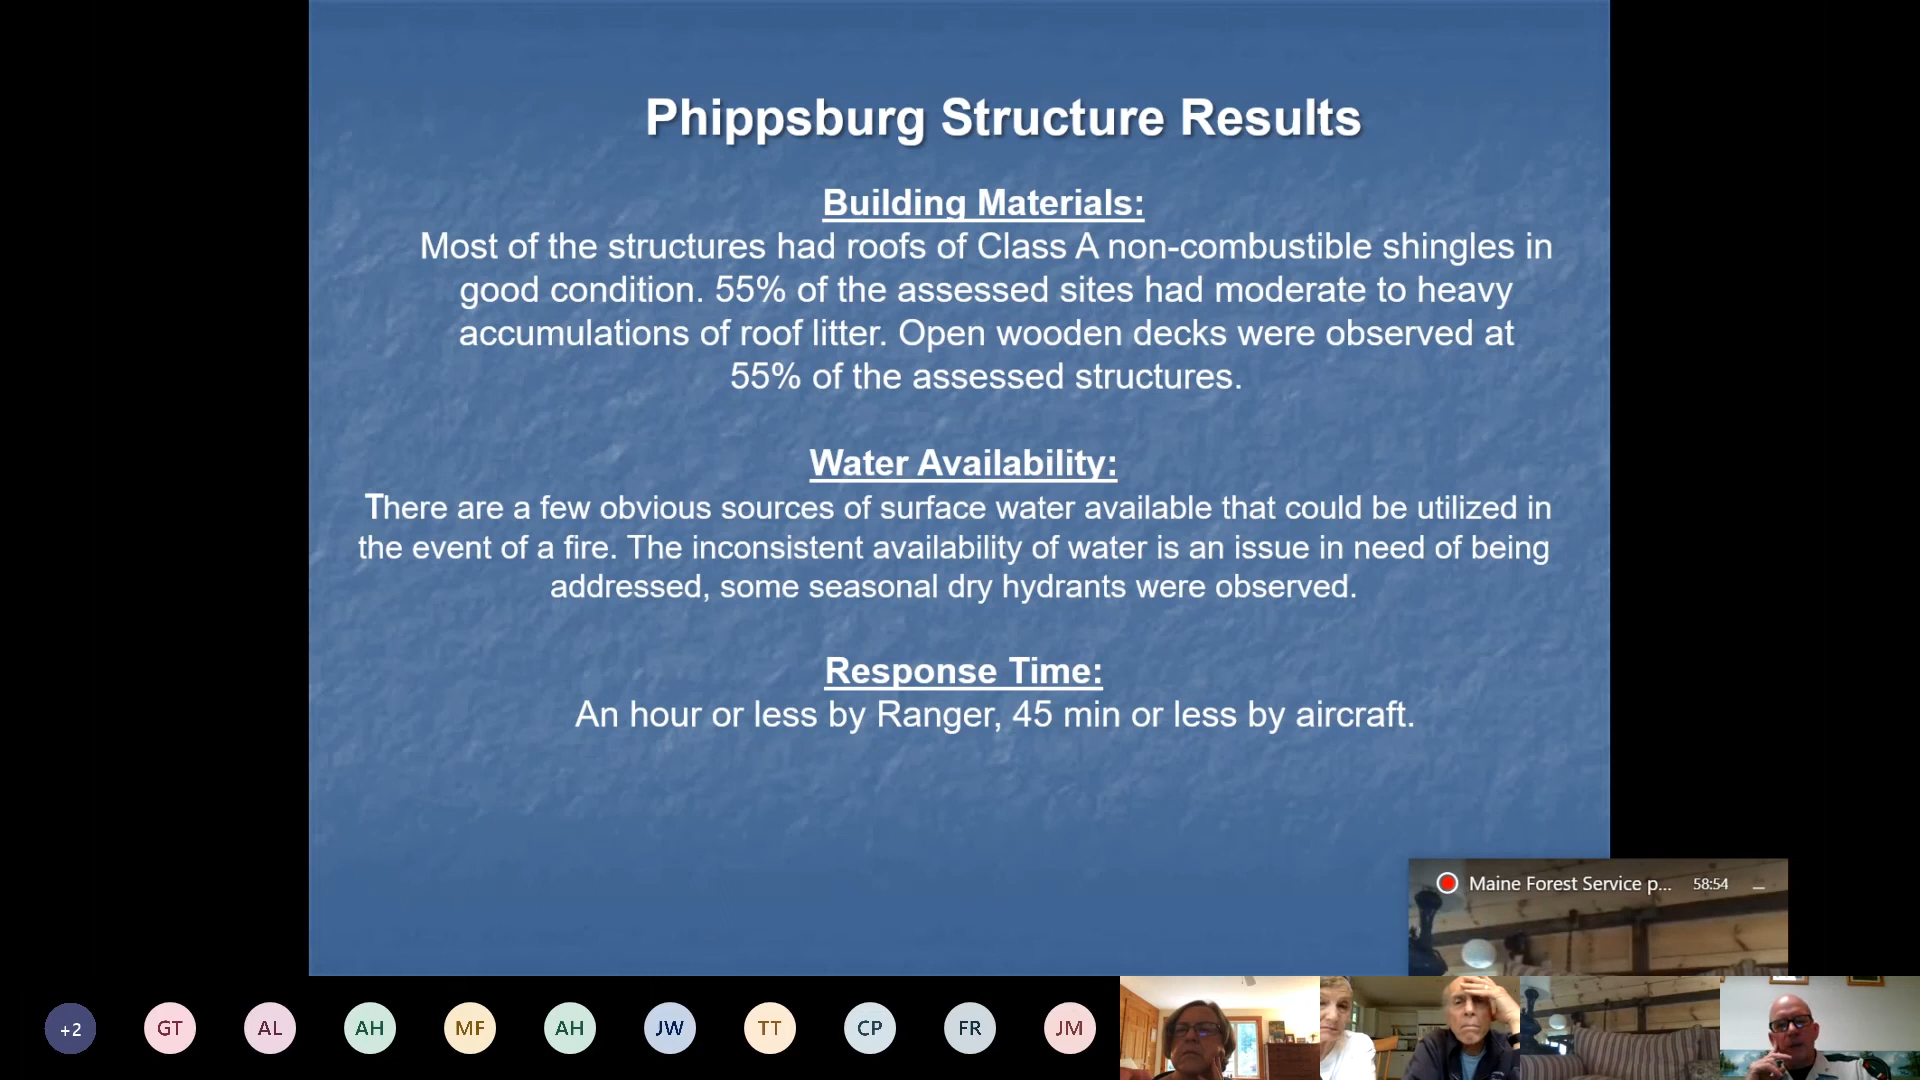 Phippsburg Structure Results
Building Materials:
Most of the structures had roofs of Class A non-combustible shingles in
good condition. 55% of the assessed sites had moderate to heavy
accumulations of roof litter. Open wooden decks were observed at
55% of the assessed structures.
Water Availability:
There are a few obvious sources of surface water available that could be utilized in
the event of a fire. The inconsistent availability of water is an issue in need of being
addressed, some seasonal dry hydrants were observed.
Response Time:
An hour or less by Ranger, 45 min or less by aircraft.
Maine Forest Service p... 58:54
+2 GT AL AH MF AH JW TT CP FR JM